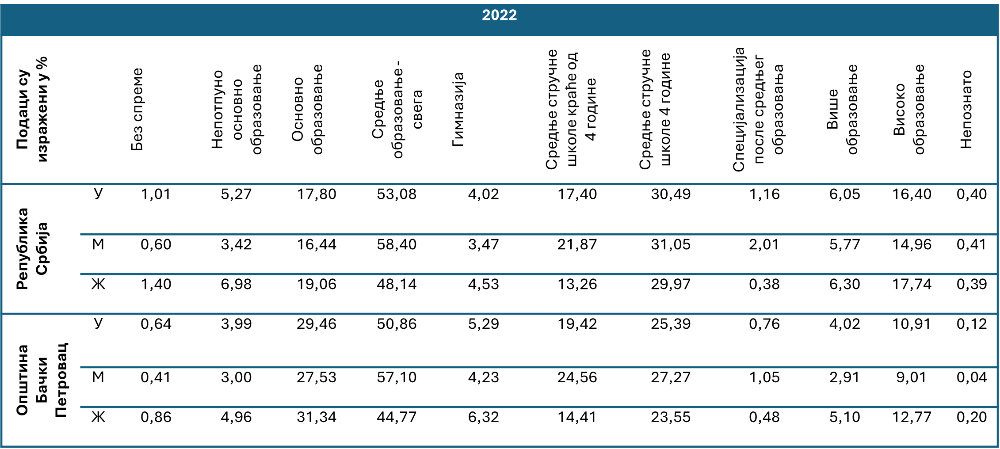 2022
Подаци су
изражени у %
Без спреме
Непотпуно
основно
образовање
Основно
образовање
Средње
образовање -
свега
Гимназија
Средње стручне
школе краће од
4 године
Средње стручне
школе 4 године
Специјализација
после средњег
образовања
Више
образовање
Високо
образовање
Непознато
Република
Србија
У 1,01 5,27 17,80 53,08 4,02 17,40 30,49 1,16 6,05 16,40 0,40
М 0,60 3,42 16,44 58,40 3,47 21,87 31,05 2,01 5,77 14,96 0,41
Ж 1,40 6,98 19,06 48,14 4,53 13,26 29,97 0,38 6,30 17,74 0,39
Општина
Бачки
Петровац
У 0,64 3,99 29,46 50,86 5,29 19,42 25,39 0,76 4,02 10,91 0,12
М 0,41 3,00 27,53 57,10 4,23 24,56 27,27 1,05 2,91 9,01 0,04
Ж 0,86 4,96 31,34 44,77 6,32 14,41 23,55 0,48 5,10 12,77 0,20